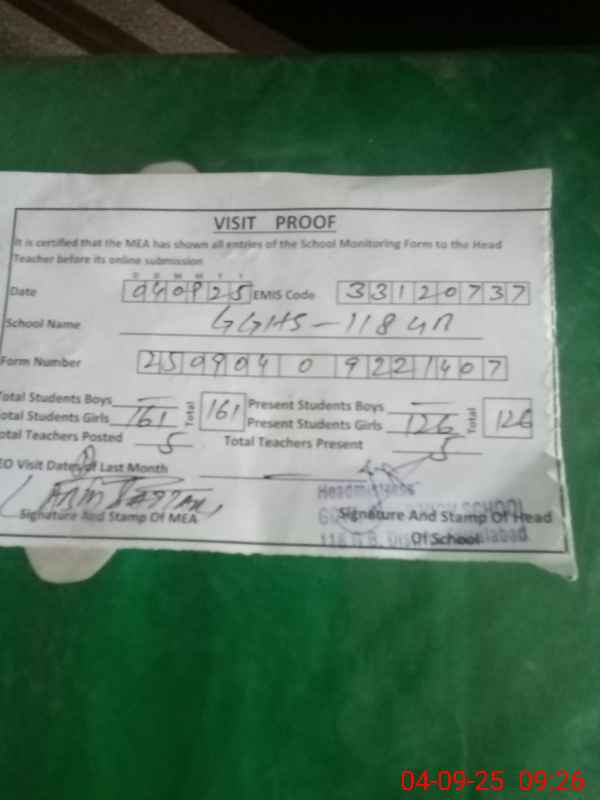 VISIT PROOF
It is certified that the MEA has shown all entries of the School Monitoring Form to the Head
Teacher before its online submission
D D M M Y Y
Date 040925 EMIS Code 33120737
School Name GGHS-118 GB
Form Number 25090409221407
Total Students Boys — Present Students Boys —
Total Students Girls 161 Total 161 Present Students Girls 126 Total 126
Total Teachers Posted 5 Total Teachers Present 5
EO Visit Dates of Last Month —
Headmistress
Signature And Stamp Of MEA Signature And Stamp Of Head
Of School
04-09-25 09:26